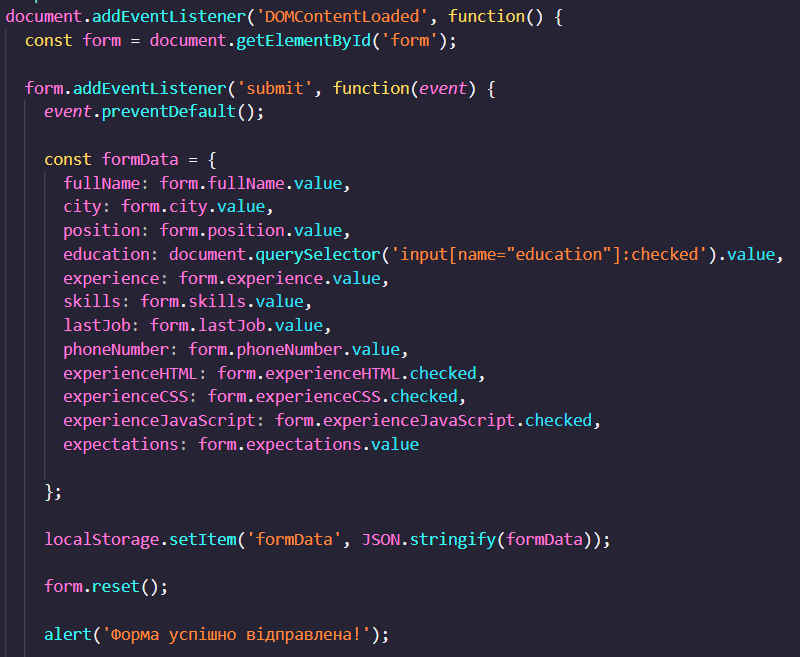 document.addEventListener('DOMContentLoaded', function() {
const form = document.getElementById('form');
form.addEventListener('submit', function(event) {
event.preventDefault();
const formData = {
fullName: form.fullName.value,
city: form.city.value,
position: form.position.value,
education: document.querySelector('input[name="education"]:checked').value,
experience: form.experience.value,
skills: form.skills.value,
lastJob: form.lastJob.value,
phoneNumber: form.phoneNumber.value,
experienceHTML: form.experienceHTML.checked,
experienceCSS: form.experienceCSS.checked,
experienceJavaScript: form.experienceJavaScript.checked,
expectations: form.expectations.value
};
localStorage.setItem('formData', JSON.stringify(formData));
form.reset();
alert('Форма успішно відправлена!');